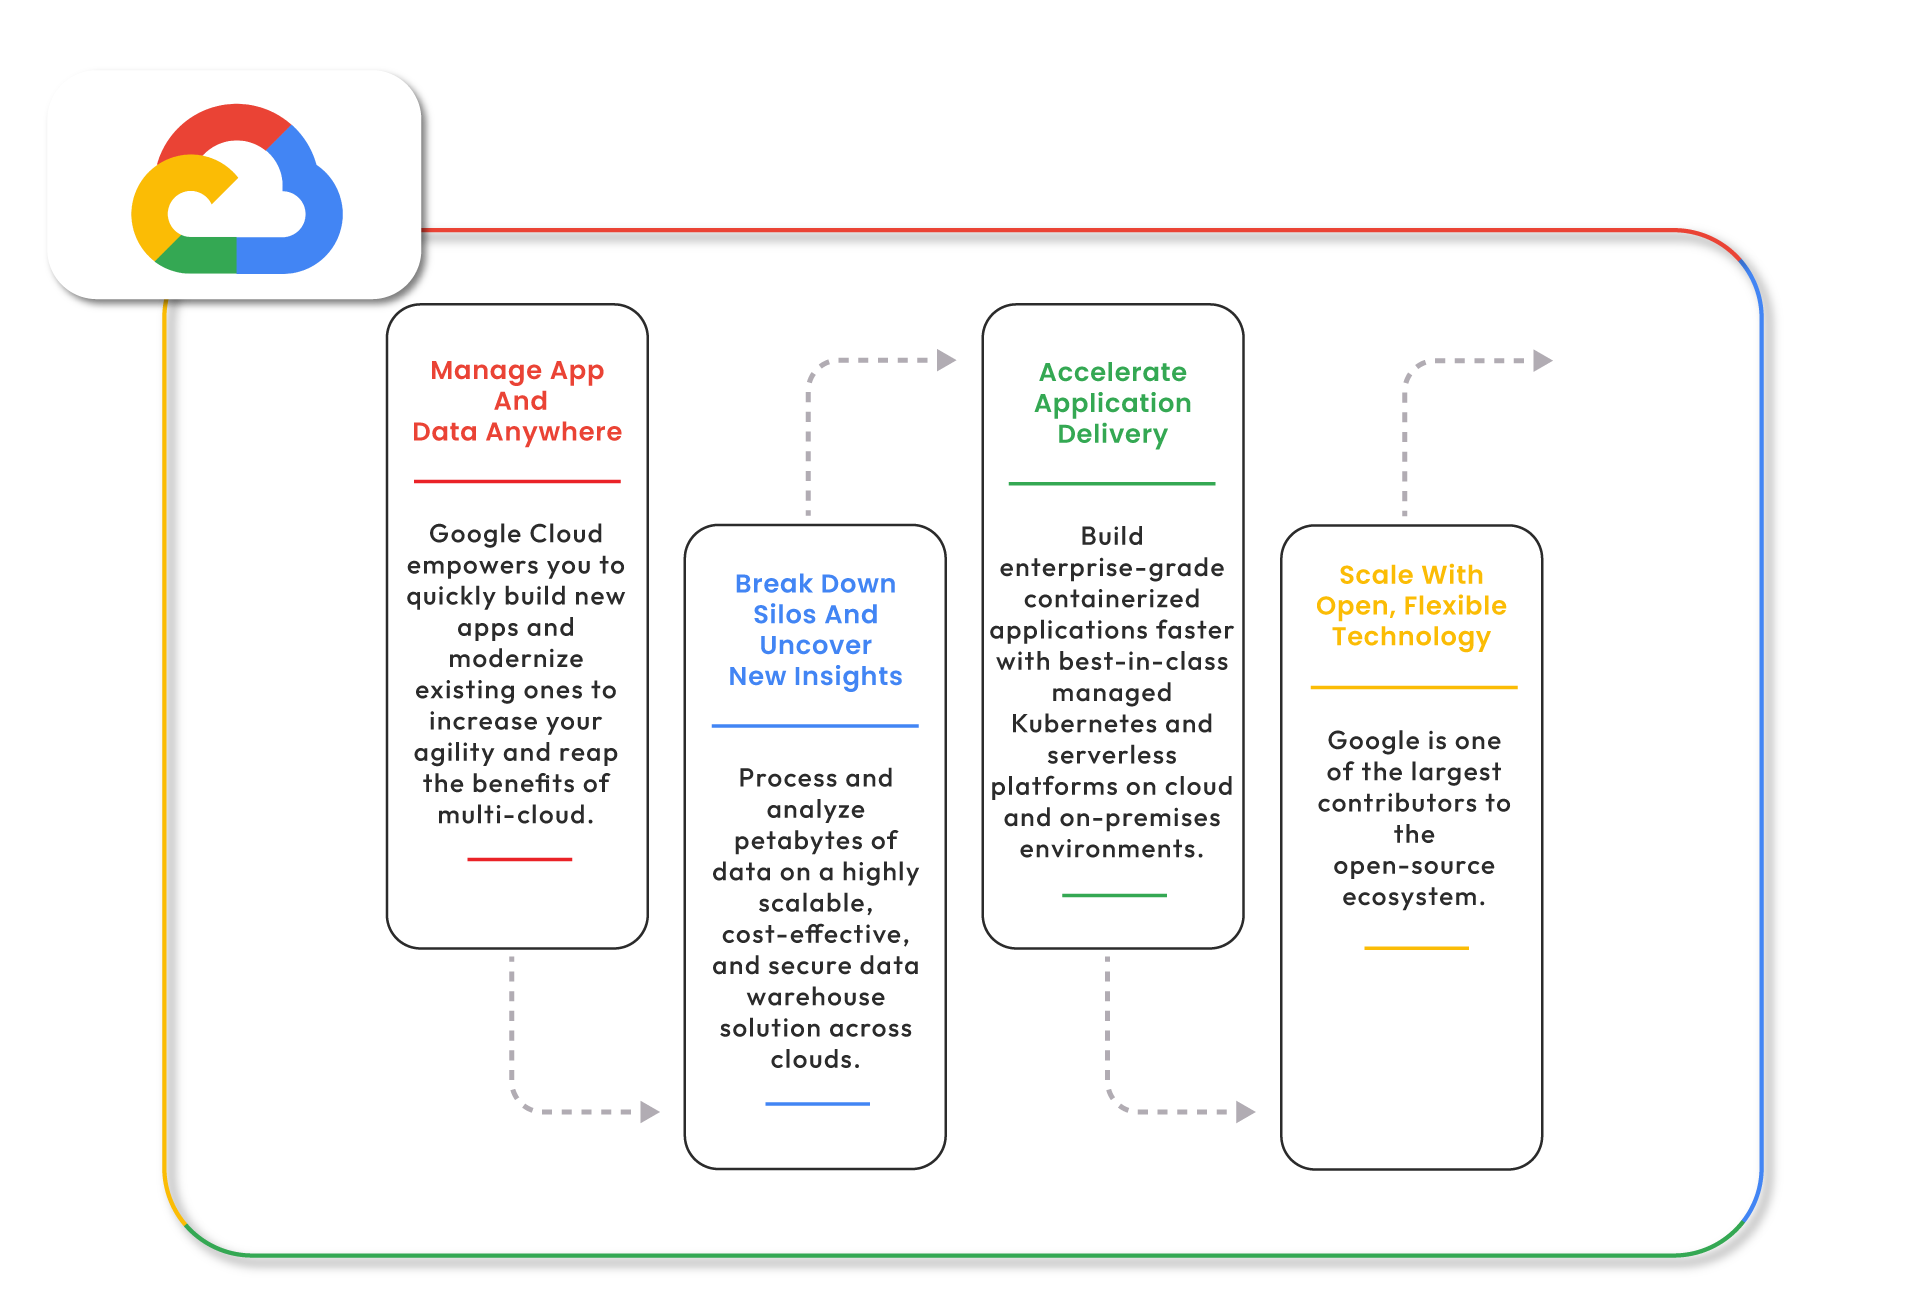 Manage App
And
Data Anywhere
Google Cloud
empowers you to
quickly build new
apps and
modernize
existing ones to
increase your
agility and reap
the benefits of
multi-cloud.
Break Down
Silos And
Uncover
New Insights
Process and
analyze
petabytes of
data on a highly
scalable,
cost-effective,
and secure data
warehouse
solution across
clouds.
Accelerate
Application
Delivery
Build
enterprise-grade
containerized
applications faster
with best-in-class
managed
Kubernetes and
serverless
platforms on cloud
and on-premises
environments.
Scale With
Open, Flexible
Technology
Google is one
of the largest
contributors to
the
open-source
ecosystem.